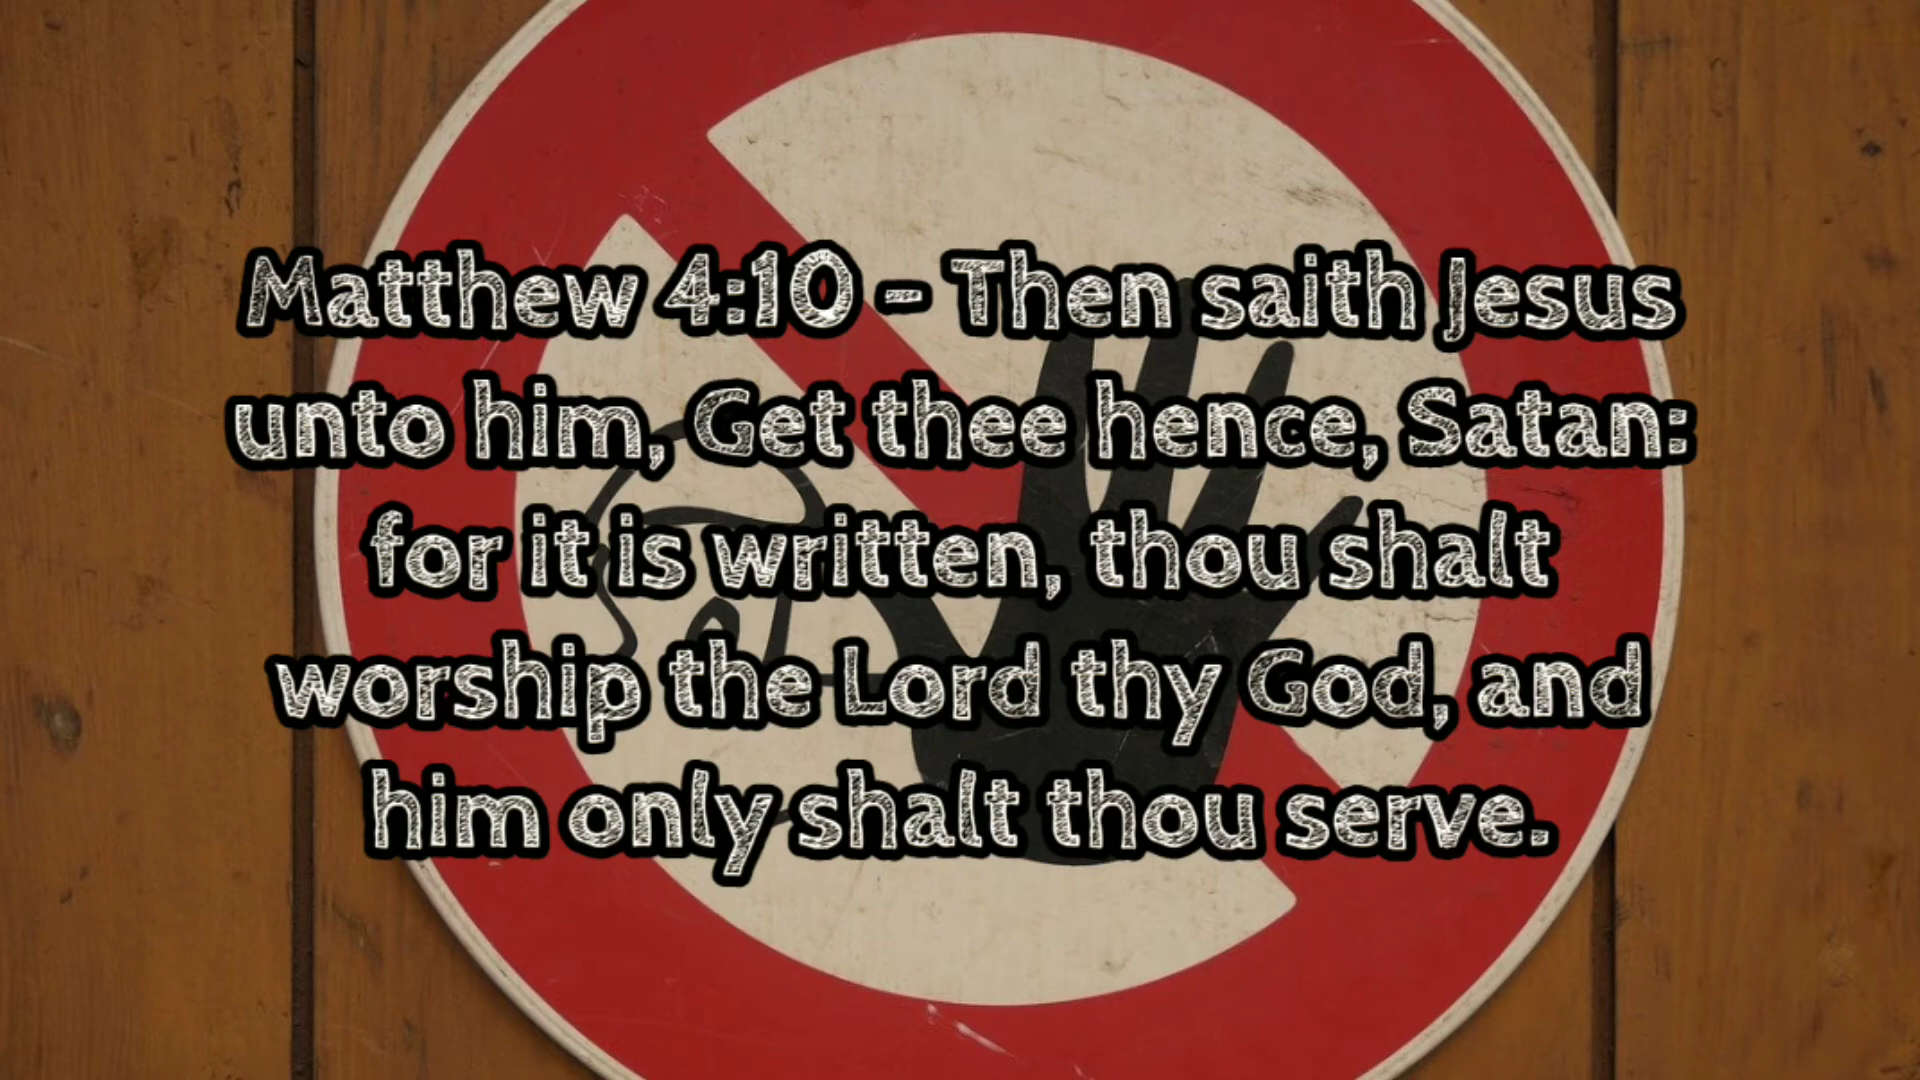 Matthew 4:10 - Then saith Jesus
unto him, Get thee hence, Satan:
for it is written, thou shalt
worship the Lord thy God, and
him only shalt thou serve.